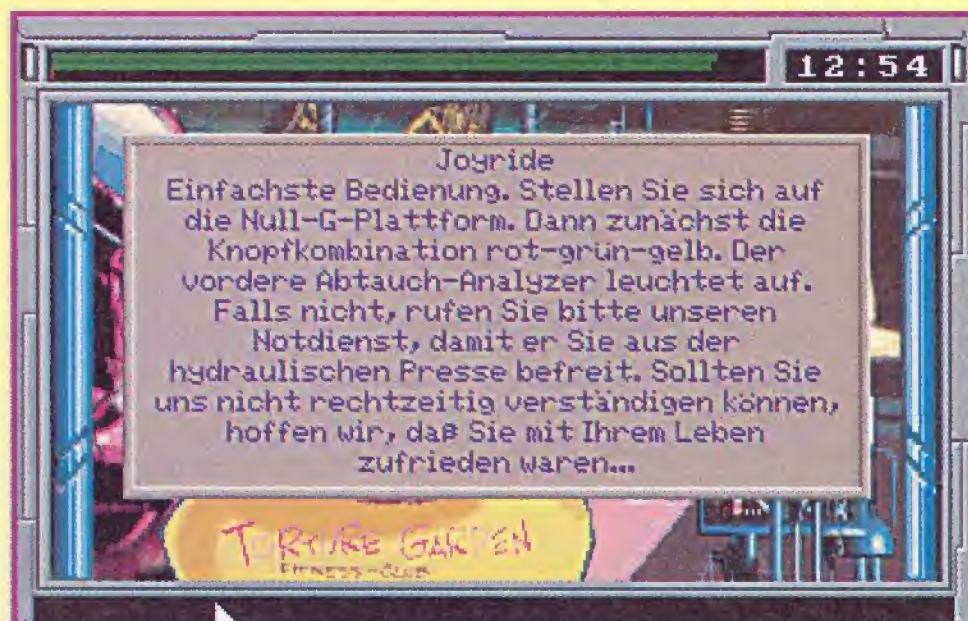 12:54
Joyride
Einfachste Bedienung. Stellen Sie sich auf
die Null-G-Plattform. Dann zunächst die
Knopfkombination rot-grün-gelb. Der
vordere Abtauch-Analyzer leuchtet auf.
Falls nicht, rufen Sie bitte unseren
Notdienst, damit er Sie aus der
hydraulischen Presse befreit. Sollten Sie
uns nicht rechtzeitig verständigen können,
hoffen wir, daß Sie mit Ihrem Leben
zufrieden waren...
TORTURE GARDEN
FITNESS-CLUB